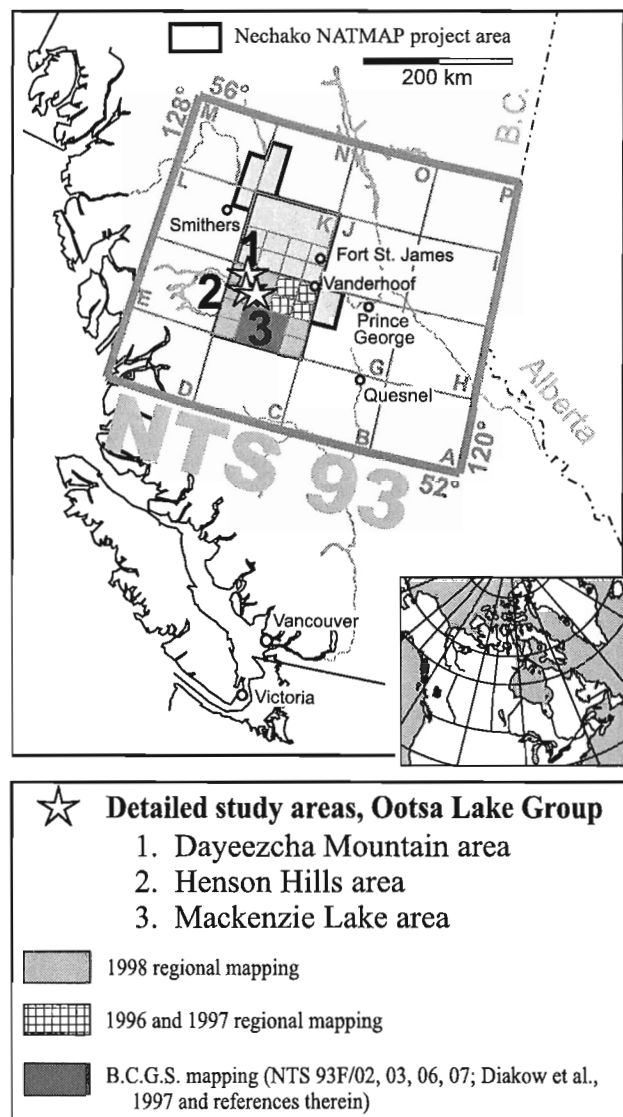 Nechako NATMAP project area
200 km
B.C.
128°
56°
M
N
O
P
L
K
J
I
Smithers
Fort St. James
1
Vanderhoof
2
3
E
Prince
George
G
H
Quesnel
Alberta
D
C
B
A
NTS 93
52°
120°
Vancouver
Victoria
Detailed study areas, Ootsa Lake Group
1. Dayeezcha Mountain area
2. Henson Hills area
3. Mackenzie Lake area
1998 regional mapping
1996 and 1997 regional mapping
B.C.G.S. mapping (NTS 93F/02, 03, 06, 07; Diakow et al.,
1997 and references therein)